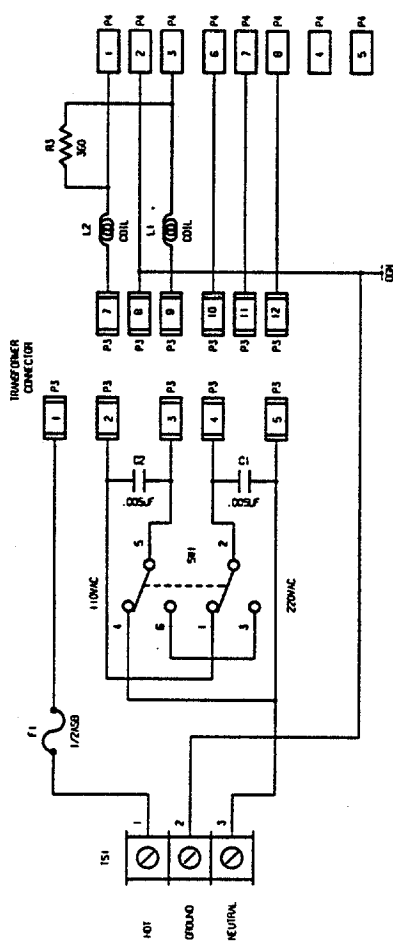 TRANSFORMER
CONNECTOR
F1
1/2ASB
1 P3
R3
360
L2
COIL
P3 7
1 P4
TS1
HOT
1
110VAC
4
5
2 P3
C2
.005UF
P3 8
2 P4
L1
COIL
P3 9
3 P4
GROUND
2
6
SW1
3 P3
P3 10
6 P4
1
2
4 P3
C1
.005UF
P3 11
7 P4
NEUTRAL
3
3
220VAC
5 P3
P3 12
8 P4
4 P4
5 P4